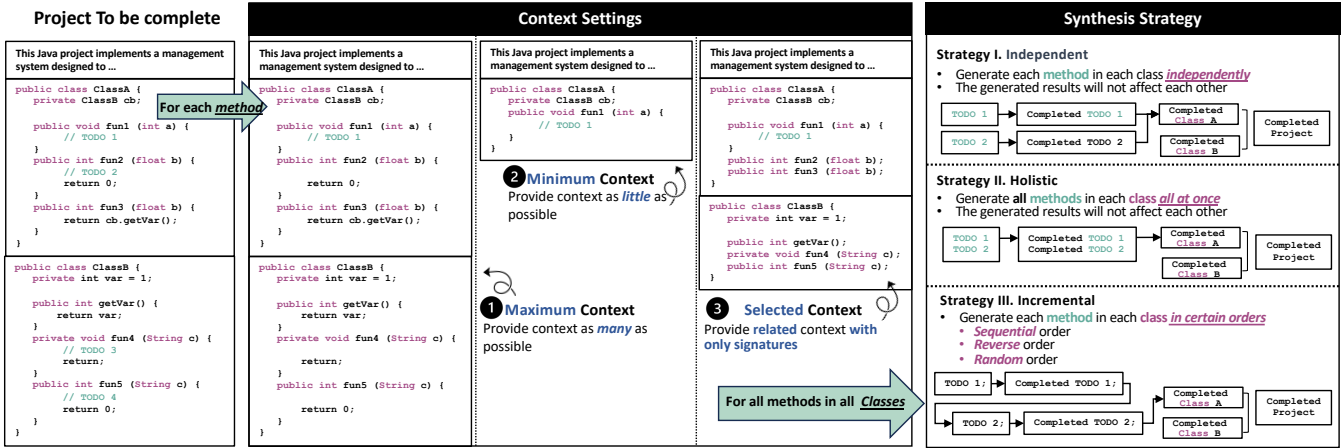 Project To be complete
This Java project implements a management
system designed to ...
public class ClassA {
private ClassB cb;
public void fun1 (int a) {
// TODO 1
}
public int fun2 (float b) {
// TODO 2
return 0;
}
public int fun3 (float b) {
return cb.getVar();
}
}
public class ClassB {
private int var = 1;
public int getVar() {
return var;
}
private void fun4 (String c) {
// TODO 3
return;
}
public int fun5 (String c) {
// TODO 4
return 0;
}
}
For each method
Context Settings
This Java project implements a
management system designed to ...
public class ClassA {
private ClassB cb;
public void fun1 (int a) {
// TODO 1
}
public int fun2 (float b) {
return 0;
}
public int fun3 (float b) {
return cb.getVar();
}
}
public class ClassB {
private int var = 1;
public int getVar() {
return var;
}
private void fun4 (String c) {
return;
}
public int fun5 (String c) {
return 0;
}
}
This Java project implements a
management system designed to ...
public class ClassA {
private ClassB cb;
public void fun1 (int a) {
// TODO 1
}
}
2 Minimum Context
Provide context as little as
possible
1 Maximum Context
Provide context as many as
possible
This Java project implements a
management system designed to ...
public class ClassA {
private ClassB cb;
public void fun1 (int a) {
// TODO 1
}
public int fun2 (float b);
public int fun3 (float b);
}
public class ClassB {
private int var = 1;
public int getVar();
private void fun4 (String c);
public int fun5 (String c);
}
3 Selected Context
Provide related context with
only signatures
For all methods in all Classes
Synthesis Strategy
Strategy I. Independent
• Generate each method in each class independently
• The generated results will not affect each other
TODO 1
Completed TODO 1
TODO 2
Completed TODO 2
Completed
Class A
Completed
Class B
Completed
Project
Strategy II. Holistic
• Generate all methods in each class all at once
• The generated results will not affect each other
TODO 1
TODO 2
Completed TODO 1
Completed TODO 2
Completed
Class A
Completed
Class B
Completed
Project
Strategy III. Incremental
• Generate each method in each class in certain orders
• Sequential order
• Reverse order
• Random order
TODO 1;
Completed TODO 1;
TODO 2;
Completed TODO 2;
Completed
Class A
Completed
Class B
Completed
Project